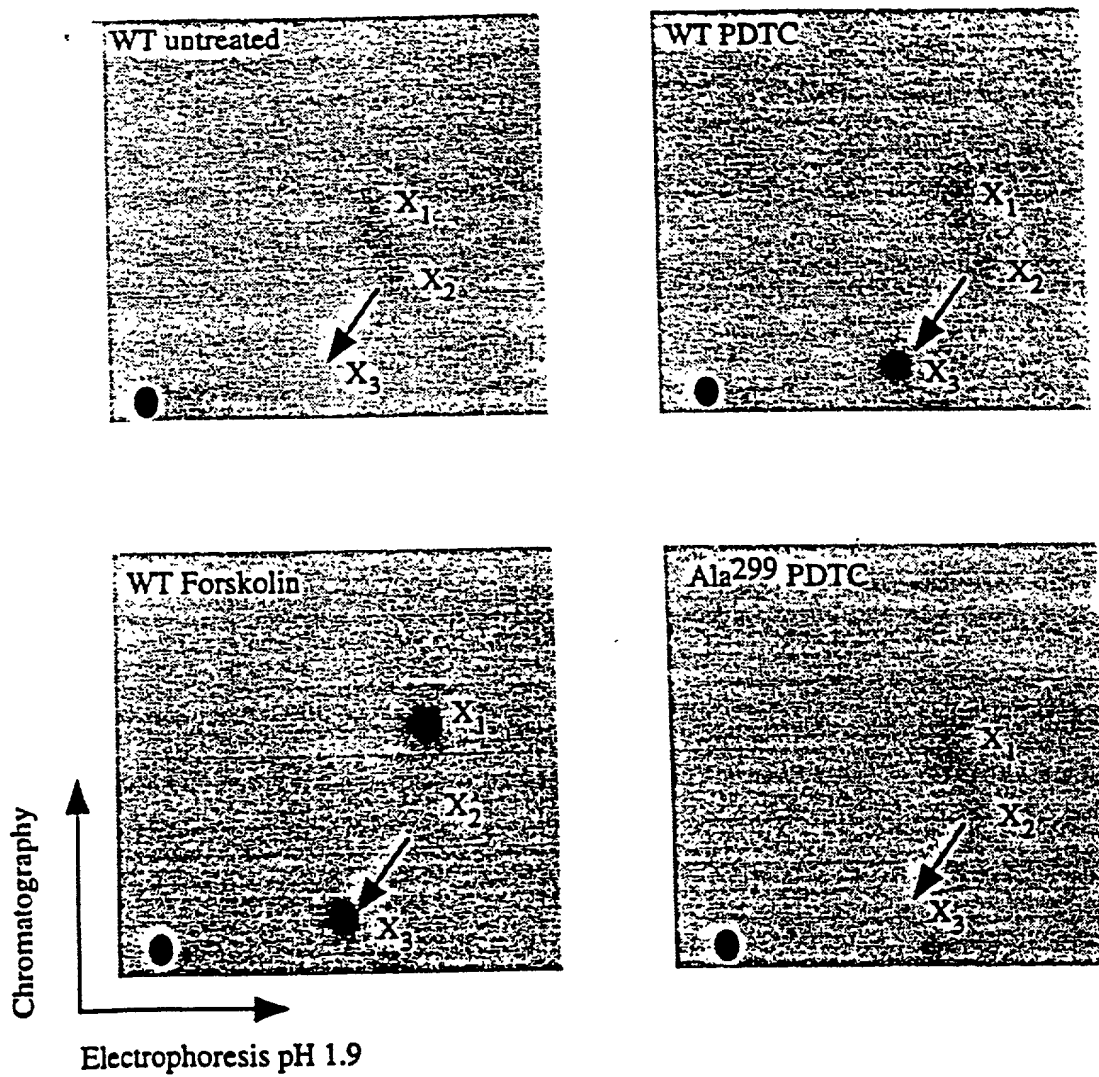 WT untreated
X1
X2
X3
WT PDTC
X1
X2
X3
WT Forskolin
X1
X2
X3
Ala299 PDTC
X1
X2
X3
Chromatography
Electrophoresis pH 1.9